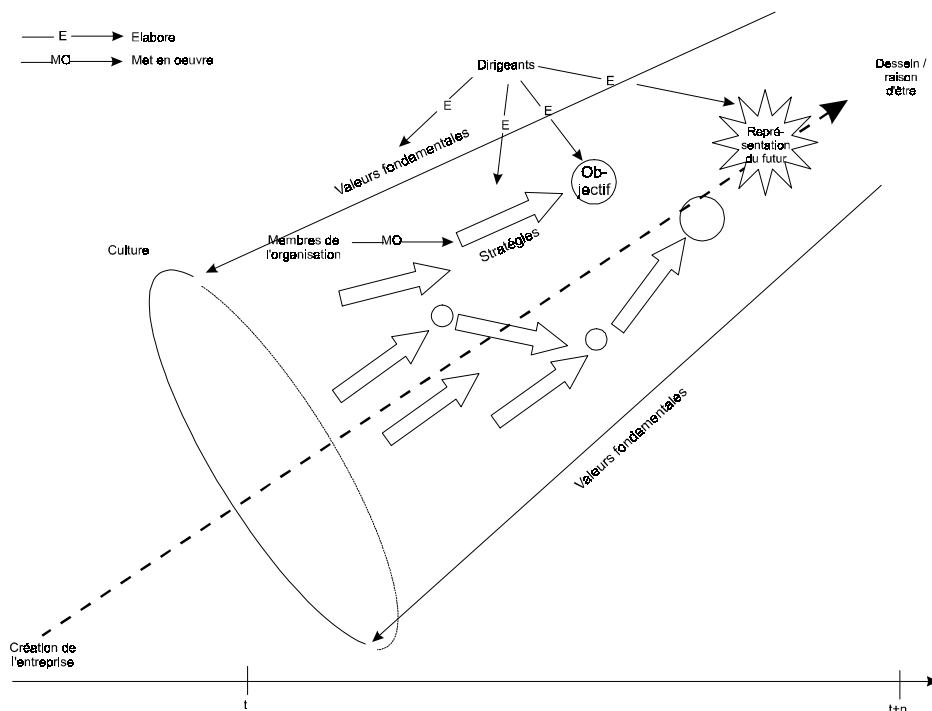 E
Elabore
MO
Met en oeuvre
Dirigeants
E
E
E
E
Dessein /
raison
d'être
Valeurs fondamentales
Repré-
sentation
du futur
Ob-
jectif
Culture
Membres de
l'organisation
MO
Stratégies
Valeurs fondamentales
Création de
l'entreprise
t
t+n